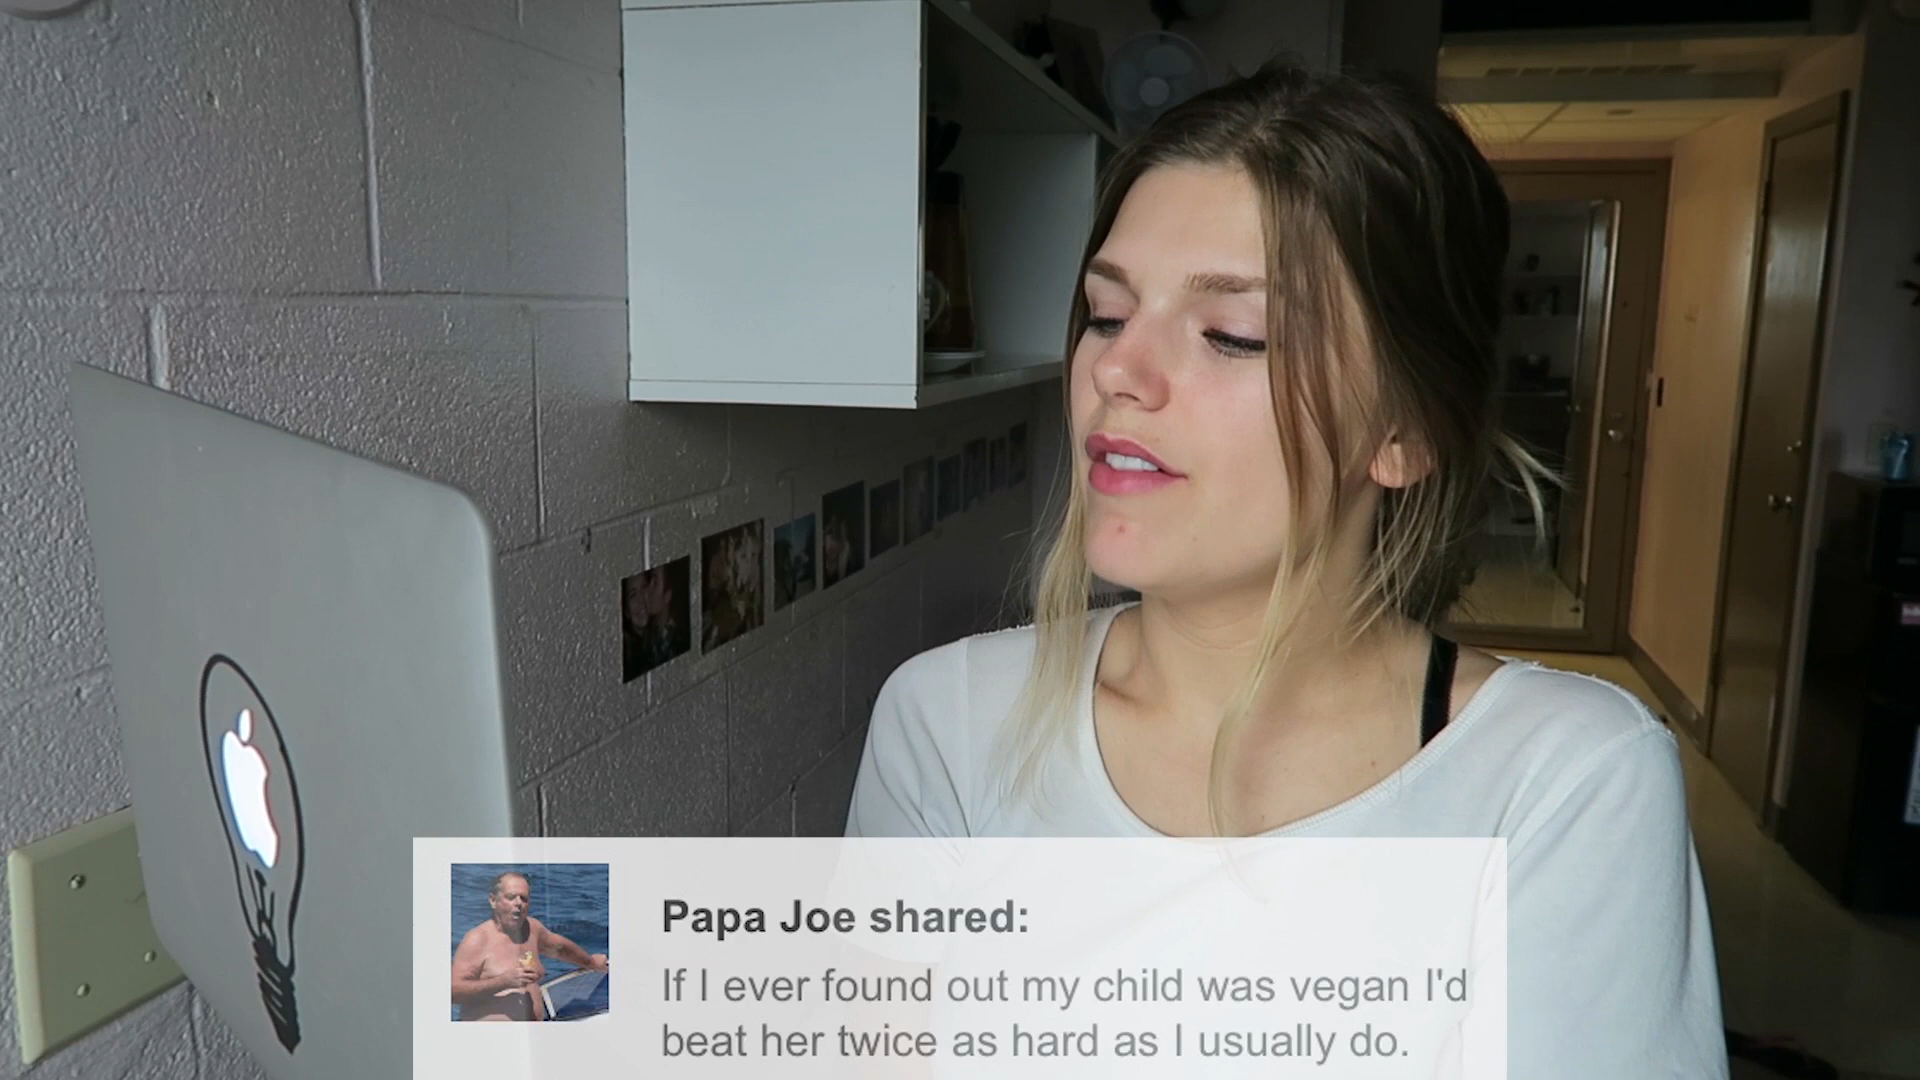 Papa Joe shared:
If I ever found out my child was vegan I'd
beat her twice as hard as I usually do.